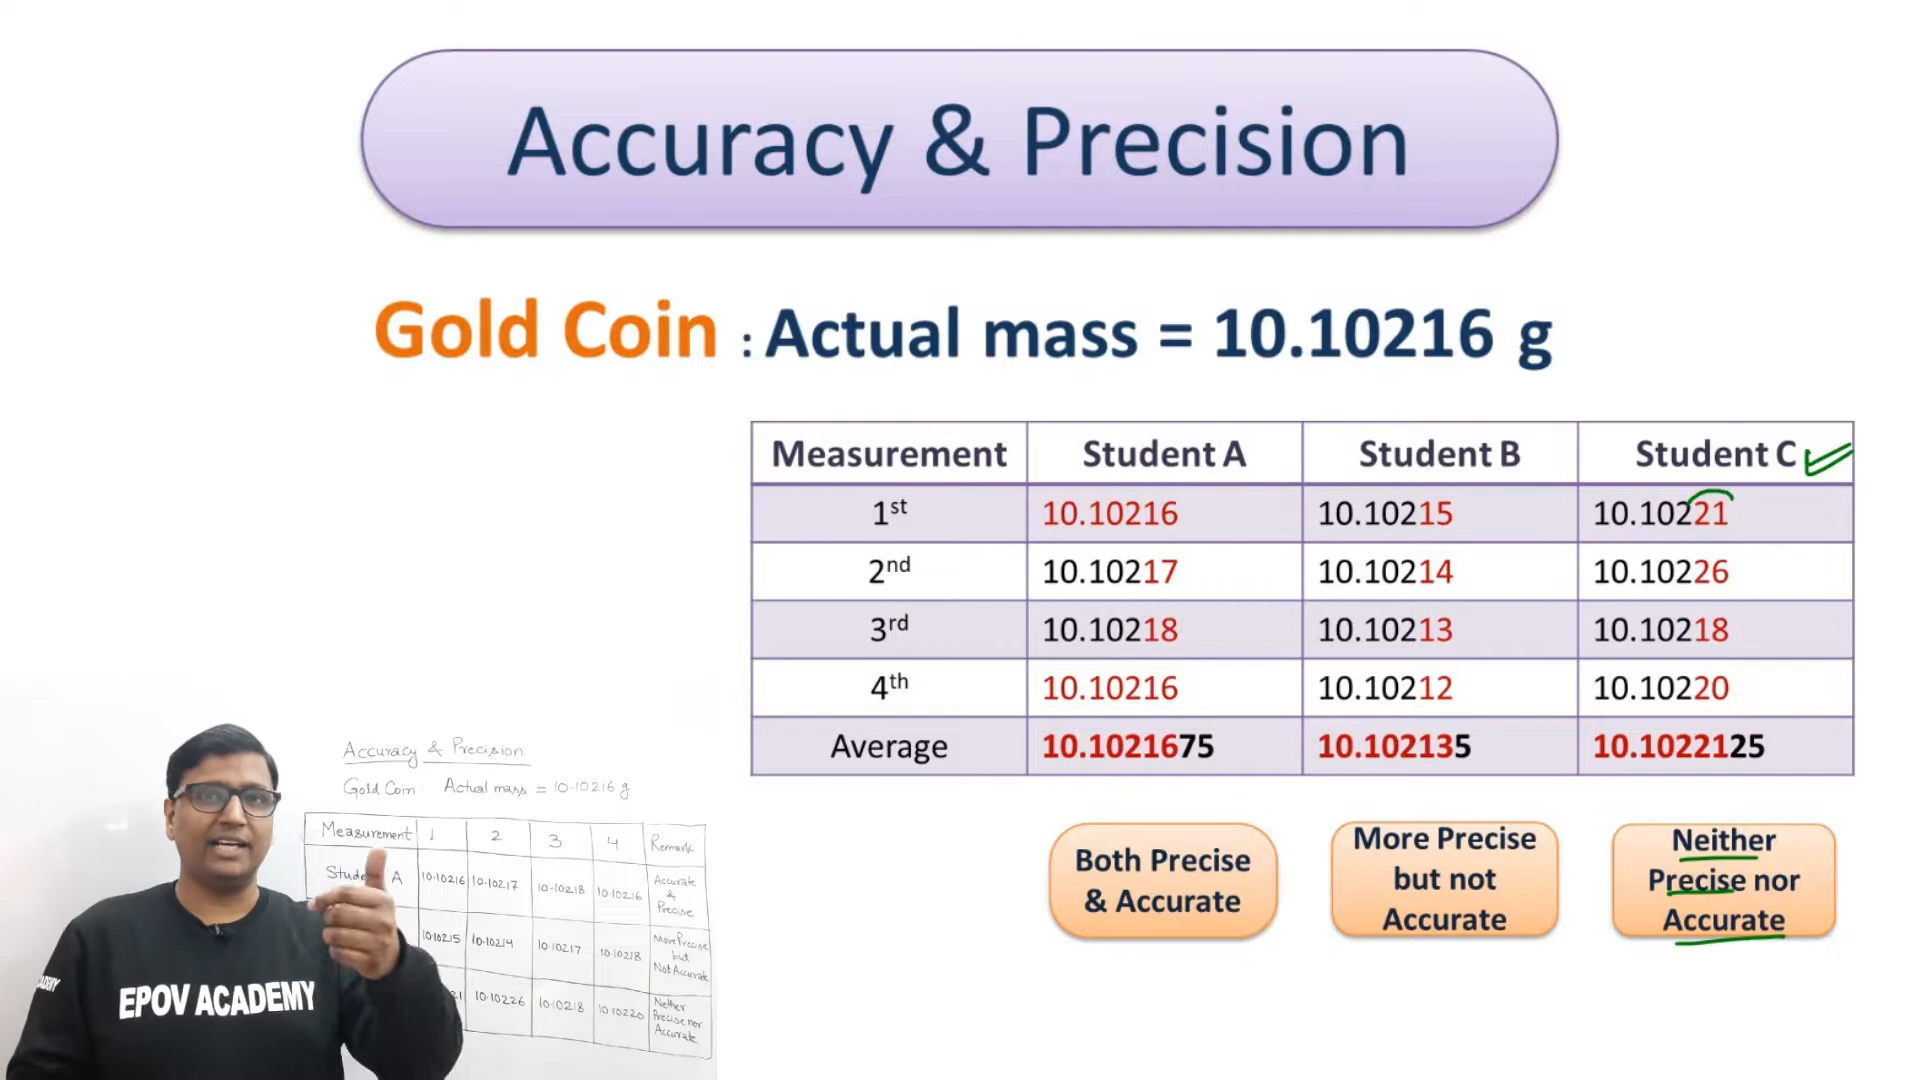 Accuracy & Precision
Gold Coin : Actual mass = 10.10216 g
Measurement Student A Student B Student C
1st 10.10216 10.10215 10.10221
2nd 10.10217 10.10214 10.10226
3rd 10.10218 10.10213 10.10218
4th 10.10216 10.10212 10.10220
Average 10.1021675 10.102135 10.1022125
Both Precise
& Accurate
More Precise
but not
Accurate
Neither
Precise nor
Accurate
Accuracy & Precision
Gold Coin: Actual mass = 10.10216 g
Measurement 1 2 3 4 Remark
A 10.10216 10.10217 10.10218 10.10216 Accurate
&
Precise
10.10215 10.10214 10.10217 10.10218 More Precise
but
Not Accurate
10.10226 10.10218 10.10220 Nether
Precise nor
Accurate
EPOV ACADEMY